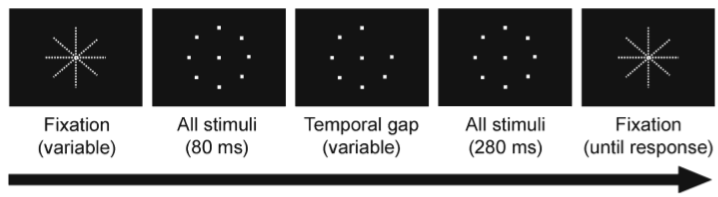 Fixation
(variable)
All stimuli
(80 ms)
Temporal gap
(variable)
All stimuli
(280 ms)
Fixation
(until response)